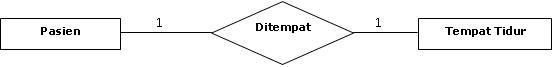 Pasien
1
Ditempat
1
Tempat Tidur